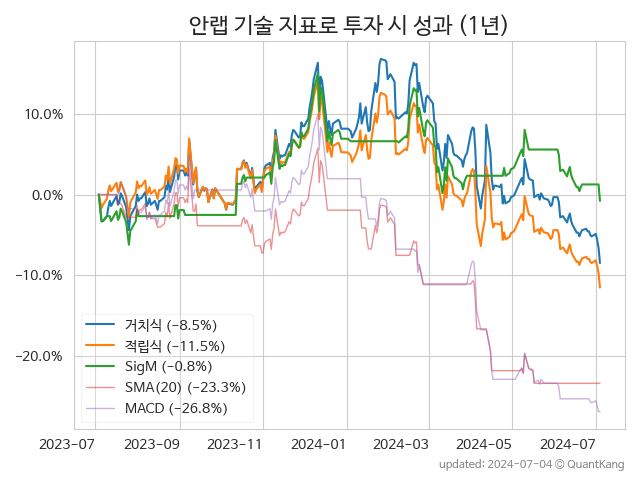 안랩 기술 지표로 투자 시 성과 (1년)
10.0%
0.0%
−10.0%
−20.0%
거치식 (−8.5%)
적립식 (−11.5%)
SigM (−0.8%)
SMA(20) (−23.3%)
MACD (−26.8%)
2023-07 2023-09 2023-11 2024-01 2024-03 2024-05 2024-07
updated: 2024-07-04 ⓒ QuantKang